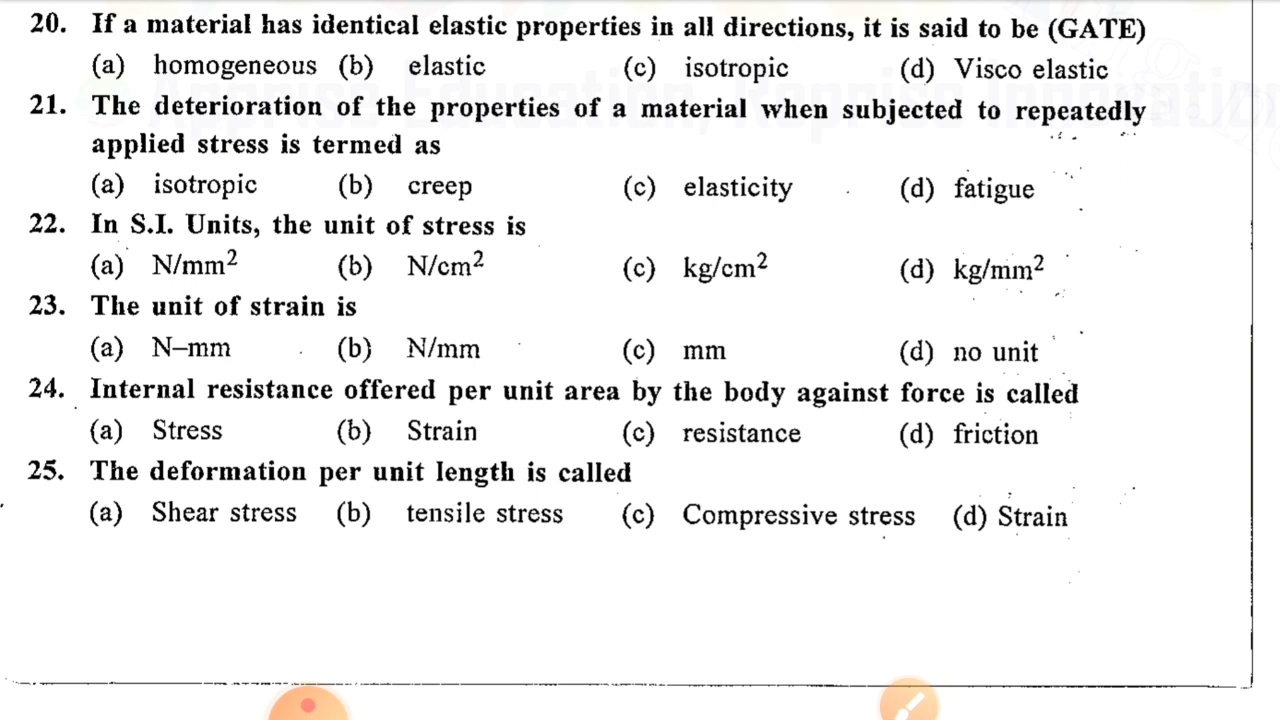 20. If a material has identical elastic properties in all directions, it is said to be (GATE)
(a) homogeneous (b) elastic (c) isotropic (d) Visco elastic
21. The deterioration of the properties of a material when subjected to repeatedly
applied stress is termed as
(a) isotropic (b) creep (c) elasticity (d) fatigue
22. In S.I. Units, the unit of stress is
(a) N/mm² (b) N/cm² (c) kg/cm² (d) kg/mm²
23. The unit of strain is
(a) N–mm (b) N/mm (c) mm (d) no unit
24. Internal resistance offered per unit area by the body against force is called
(a) Stress (b) Strain (c) resistance (d) friction
25. The deformation per unit length is called
(a) Shear stress (b) tensile stress (c) Compressive stress (d) Strain